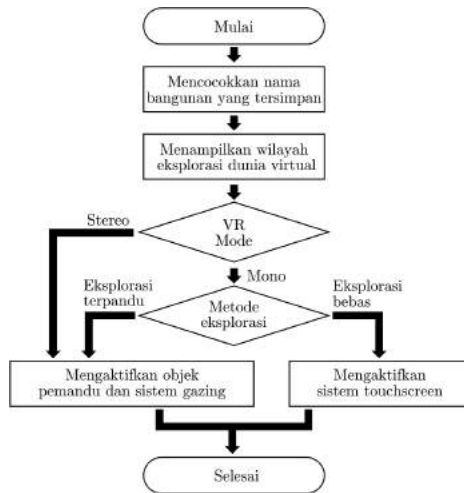 Mulai
Mencocokkan nama
bangunan yang tersimpan
Menampilkan wilayah
eksplorasi dunia virtual
Stereo
VR
Mode
Mono
Eksplorasi
terpandu
Metode
eksplorasi
Eksplorasi
bebas
Mengaktifkan objek
pemandu dan sistem gazing
Mengaktifkan
sistem touchscreen
Selesai